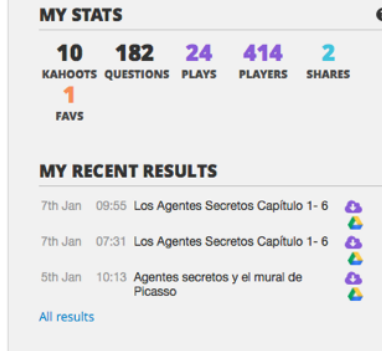 MY STATS
10 182 24 414 2
KAHOOTS QUESTIONS PLAYS PLAYERS SHARES
1
FAVS
MY RECENT RESULTS
7th Jan 09:55 Los Agentes Secretos Capítulo 1- 6
7th Jan 07:31 Los Agentes Secretos Capítulo 1- 6
5th Jan 10:13 Agentes secretos y el mural de
Picasso
All results